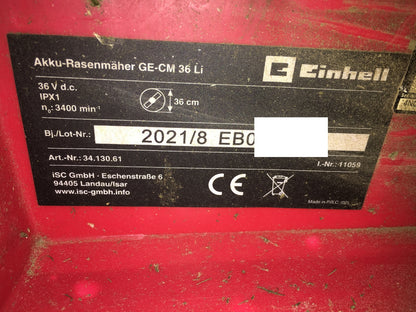 Akku-Rasenmäher GE-CM 36 Li
Einhell
36 V d.c.
IPX1
n₀: 3400 min⁻¹
36 cm
Bj./Lot-Nr.: 2021/8 EB0
Art.-Nr.: 34.130.61
I.-Nr.: 11059
iSC GmbH - Eschenstraße 6
94405 Landau/Isar
www.isc-gmbh.info
CE
Made in P.R.C.